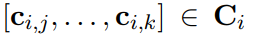 [c_{i,j}, …, c_{i,k}] ∈ C_i